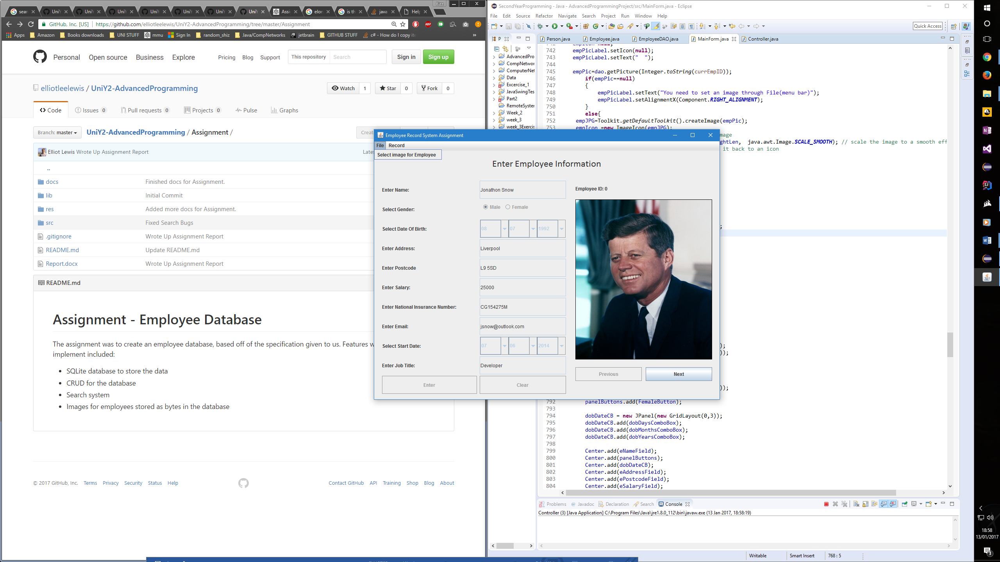 Fizz
sear
UniY
UniY
UniY
UniY
UniY
UniY
UniY
Assig
elon
is th
java
Help
GitHub, Inc. [US]
https://github.com/elliotleelewis/UniY2-AdvancedProgramming/tree/master/Assignment
ABP
Apps
Amazon
Books downloads
UNI STUFF
mmu
Sign In
random_shiz
Java/CompNetworks
jetbrain
GITHUB STUFF
c# - How do I copy ite
»
Personal Open source Business Explore
Pricing Blog Support
This repository Search
Sign in
Sign up
elliotleelewis / UniY2-AdvancedProgramming
Watch 1
Star 0
Fork 0
<> Code
Issues 0
Pull requests 0
Projects 0
Pulse
Graphs
Branch: master
UniY2-AdvancedProgramming / Assignment /
Elliot Lewis Wrote Up Assignment Report
..
docs Finished docs for Assignment.
lib Initial Commit
res Added more docs for Assignment.
src Fixed Search Bugs
.gitignore Wrote Up Assignment Report
README.md Update README.md
Report.docx Wrote Up Assignment Report
README.md
Assignment - Employee Database
The assignment was to create an employee database, based off of the specification given to us. Features w
implement included:
• SQLite database to store the data
• CRUD for the database
• Search system
• Images for employees stored as bytes in the database
© 2017 GitHub, Inc. Terms Privacy Security Status Help
Contact GitHub API Training Shop Blog About
SecondYearProgramming - Java - AdvancedProgrammingProject/src/MainForm.java - Eclipse
File Edit Source Refactor Navigate Search Project Run Window Help
Quick Access
P
AdvancedPro
CompNetwor
ComputerNet
Data
Excercise_1
JavaSwingTes
Part2
RemoteSyster
Week_2
week_3
week_3Exercis
Person.java
Employee.java
EmployeeDAO.java
MainForm.java
Controller.java
742 empPicLabel.setIcon(null);
743 empPicLabel.setText("  ");
744
745 empPic=dao.getPicture(Integer.toString(currEmpID));
746 if(empPic==null)
747 {
748 empPicLabel.setText("You need to set an image through File(menu bar)");
749 empPicLabel.setAlignmentX(Component.RIGHT_ALIGNMENT);
750 }
751 else{
752 empJPG=Toolkit.getDefaultToolkit().createImage(empPic);
753 empIcon =new ImageIcon(empJPG);
mage
ghtLen,  java.awt.Image.SCALE_SMOOTH); // scale the image to a smooth eff
it back to an icon
;
);
));
));
Employee Record System Assignment
File Record
Select image for Employee
Enter Employee Information
Enter Name: Jonathon Snow
Select Gender: Male Female
Select Date Of Birth: 08 07 1992
Enter Address: Liverpool
Enter Postcode L9 5SD
Enter Salary: 25000
Enter National Insurance Number: CG154275M
Enter Email: jsnow@outlook.com
Select Start Date: 07 06 2014
Enter Job Title: Developer
Enter
Clear
Employee ID: 0
Previous
Next
792 panelButtons.add(FemaleButton);
793
794 dobDateCB = new JPanel(new GridLayout(0,3));
795 dobDateCB.add(dobDaysComboBox);
796 dobDateCB.add(dobMonthsComboBox);
797 dobDateCB.add(dobYearsComboBox);
798
799 Center.add(eNameField);
800 Center.add(panelButtons);
801 Center.add(dobDateCB);
802 Center.add(eAddressField);
803 Center.add(ePostcodeField);
804 Center.add(eSalaryField);
Problems
@ Javadoc
Declaration
Search
Console
Controller (3) [Java Application] C:\Program Files\Java\jre1.8.0_112\bin\javaw.exe (13 Jan 2017, 18:58:19)
Writable
Smart Insert
768 : 5
18:58
13/01/2017
3